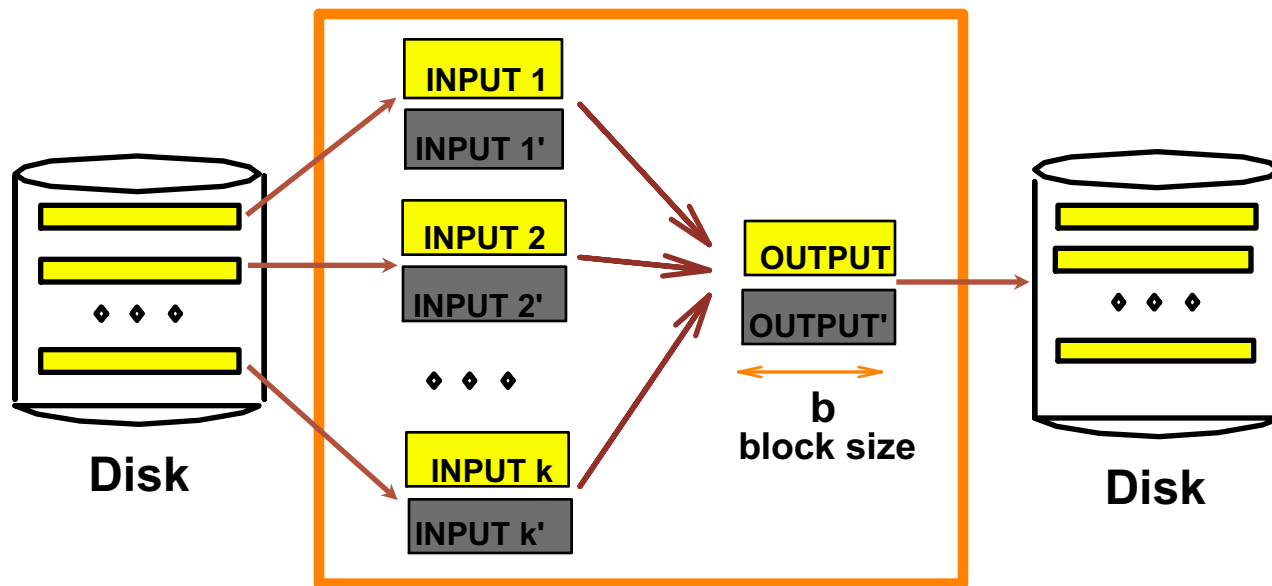 INPUT 1
INPUT 1'
INPUT 2
INPUT 2'
INPUT k
INPUT k'
OUTPUT
OUTPUT'
b
block size
Disk
Disk